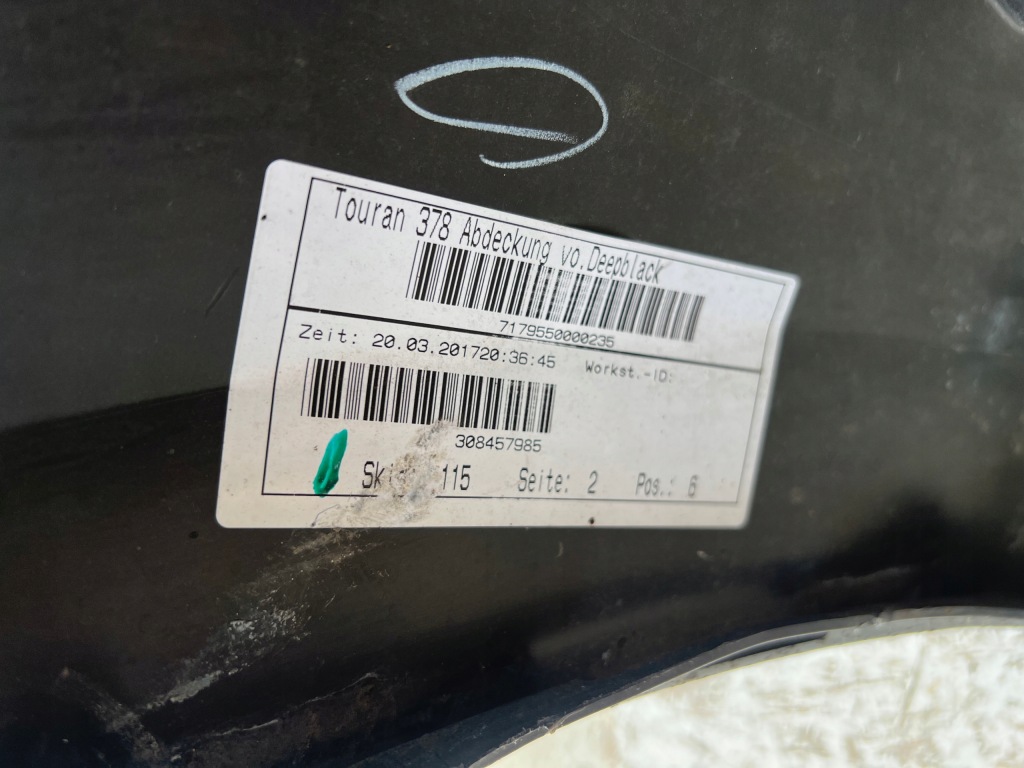 Touran 378 Abdeckung vo.Deepblack
7179550000235
Zeit: 20.03.201720:36:45 Workst.-ID:
308457985
115 Seite: 2 Pos.: 6